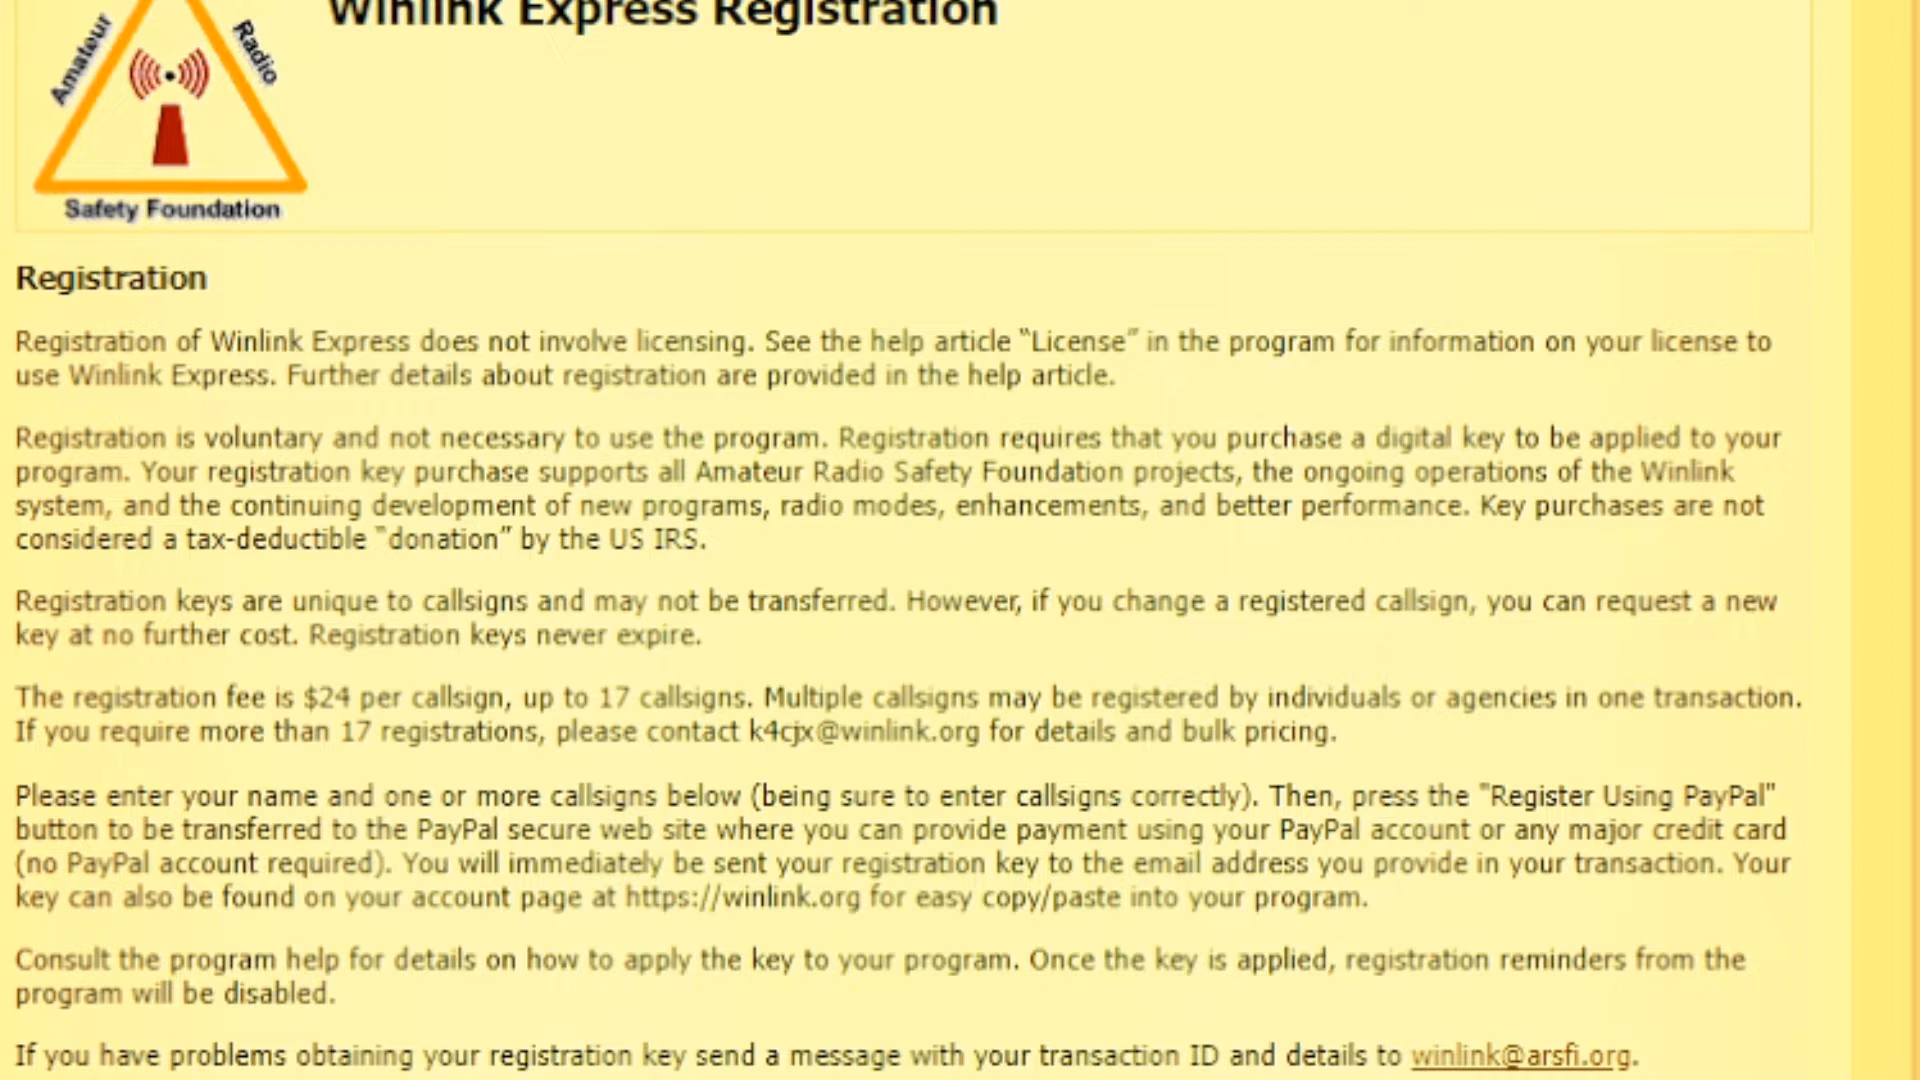 Winlink Express Registration
Amateur
Radio
Safety Foundation
Registration
Registration of Winlink Express does not involve licensing. See the help article "License" in the program for information on your license to
use Winlink Express. Further details about registration are provided in the help article.
Registration is voluntary and not necessary to use the program. Registration requires that you purchase a digital key to be applied to your
program. Your registration key purchase supports all Amateur Radio Safety Foundation projects, the ongoing operations of the Winlink
system, and the continuing development of new programs, radio modes, enhancements, and better performance. Key purchases are not
considered a tax-deductible "donation" by the US IRS.
Registration keys are unique to callsigns and may not be transferred. However, if you change a registered callsign, you can request a new
key at no further cost. Registration keys never expire.
The registration fee is $24 per callsign, up to 17 callsigns. Multiple callsigns may be registered by individuals or agencies in one transaction.
If you require more than 17 registrations, please contact k4cjx@winlink.org for details and bulk pricing.
Please enter your name and one or more callsigns below (being sure to enter callsigns correctly). Then, press the "Register Using PayPal"
button to be transferred to the PayPal secure web site where you can provide payment using your PayPal account or any major credit card
(no PayPal account required). You will immediately be sent your registration key to the email address you provide in your transaction. Your
key can also be found on your account page at https://winlink.org for easy copy/paste into your program.
Consult the program help for details on how to apply the key to your program. Once the key is applied, registration reminders from the
program will be disabled.
If you have problems obtaining your registration key send a message with your transaction ID and details to winlink@arsfi.org.